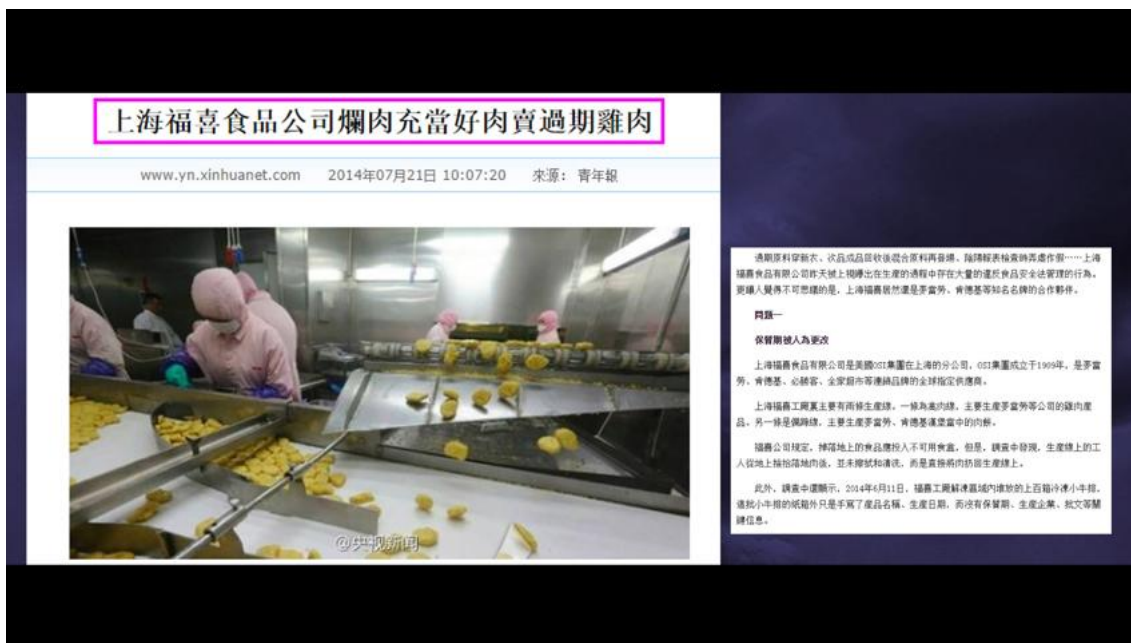 上海福喜食品公司爛肉充當好肉賣過期雞肉
www.yn.xinhuanet.com 2014年07月21日 10:07:20 來源： 青年報
@央视新闻
過期原料穿新衣、次品成品回收後混合原料再發爆、陰陽報表檢查時弄虛作假……上海
福喜食品有限公司昨天被上視曝出在生產的過程中存在大量的違反食品安全法管理的行為。
更讓人覺得不可思議的是，上海福喜居然還是麥當勞、肯德基等知名名牌的合作夥伴。
問題一
保質期被人為更改
上海福喜食品有限公司是美國OSI集團在上海的分公司，OSI集團成立于1909年，是麥當
勞、肯德基、必勝客、全家超市等連鎖品牌的全球指定供應商。
上海福喜工廠裏主要有兩條生產線，一條為禽肉線，主要生產麥當勞等公司的雞肉產
品，另一條是偶蹄線，主要生產麥當勞、肯德基漢堡當中的肉餅。
福喜公司規定，掉落地上的食品應投入不可用食盒，但是，調查中發現，生產線上的工
人從地上撿拾落地肉後，並未擦拭和清洗，而是直接將肉扔回生產線上。
此外，調查中還顯示，2014年6月11日，福喜工廠解凍區域內堆放的上百箱冷凍小牛排，
這批小牛排的紙箱外只是手寫了產品名稱、生產日期，而沒有保質期、生產企業、批文等關
鍵信息。